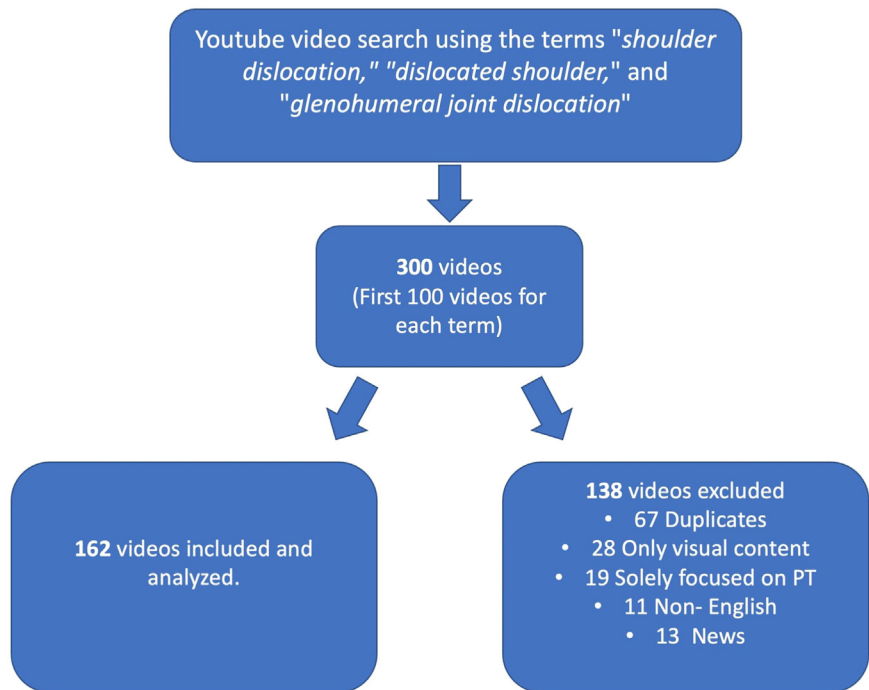 Youtube video search using the terms "shoulder
dislocation," "dislocated shoulder," and
"glenohumeral joint dislocation"
300 videos
(First 100 videos for
each term)
162 videos included and
analyzed.
138 videos excluded
• 67 Duplicates
• 28 Only visual content
• 19 Solely focused on PT
• 11 Non- English
• 13 News